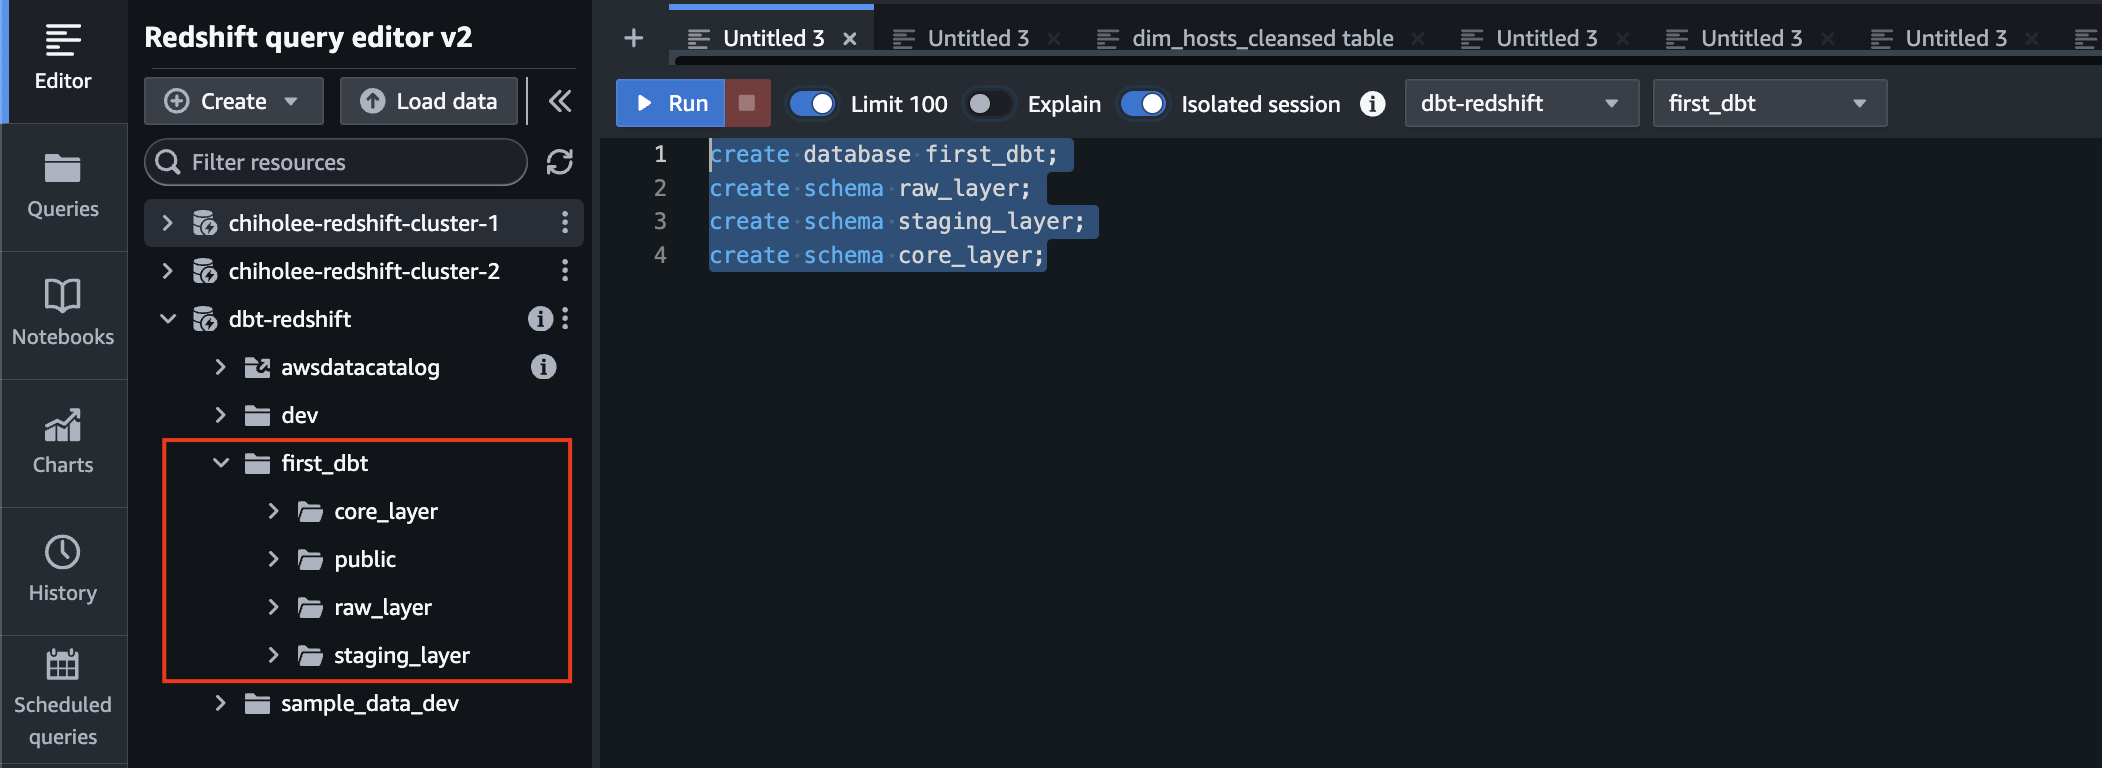 Editor
Queries
Notebooks
Charts
History
Scheduled
queries
Redshift query editor v2
Create
Load data
Filter resources
chiholee-redshift-cluster-1
chiholee-redshift-cluster-2
dbt-redshift
awsdatacatalog
dev
first_dbt
core_layer
public
raw_layer
staging_layer
sample_data_dev
+ Untitled 3 × Untitled 3 × dim_hosts_cleansed table × Untitled 3 × Untitled 3 × Untitled 3 ×
Run Limit 100 Explain Isolated session dbt-redshift first_dbt
1 create database first_dbt;
2 create schema raw_layer;
3 create schema staging_layer;
4 create schema core_layer;